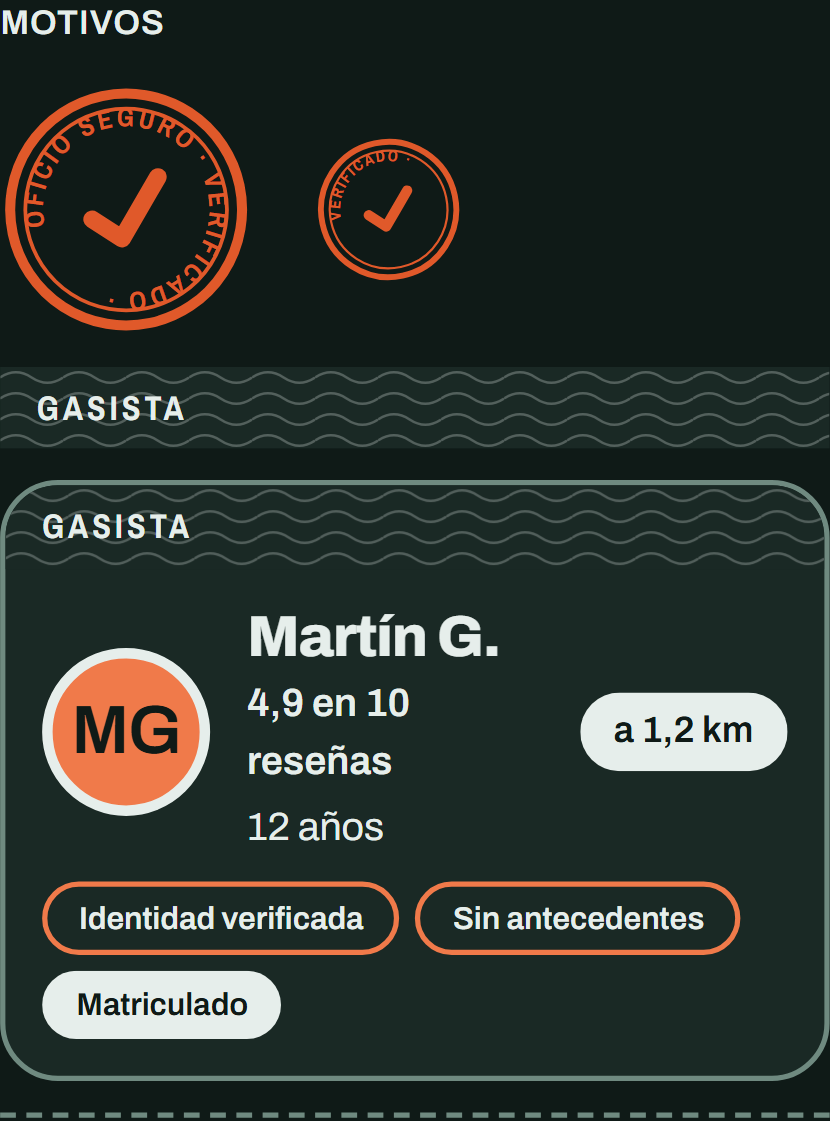 MOTIVOS
OFICIO SEGURO · VERIFICADO ·
VERIFICADO ·
GASISTA
GASISTA
Martín G.
MG
4,9 en 10
reseñas
a 1,2 km
12 años
Identidad verificada
Sin antecedentes
Matriculado